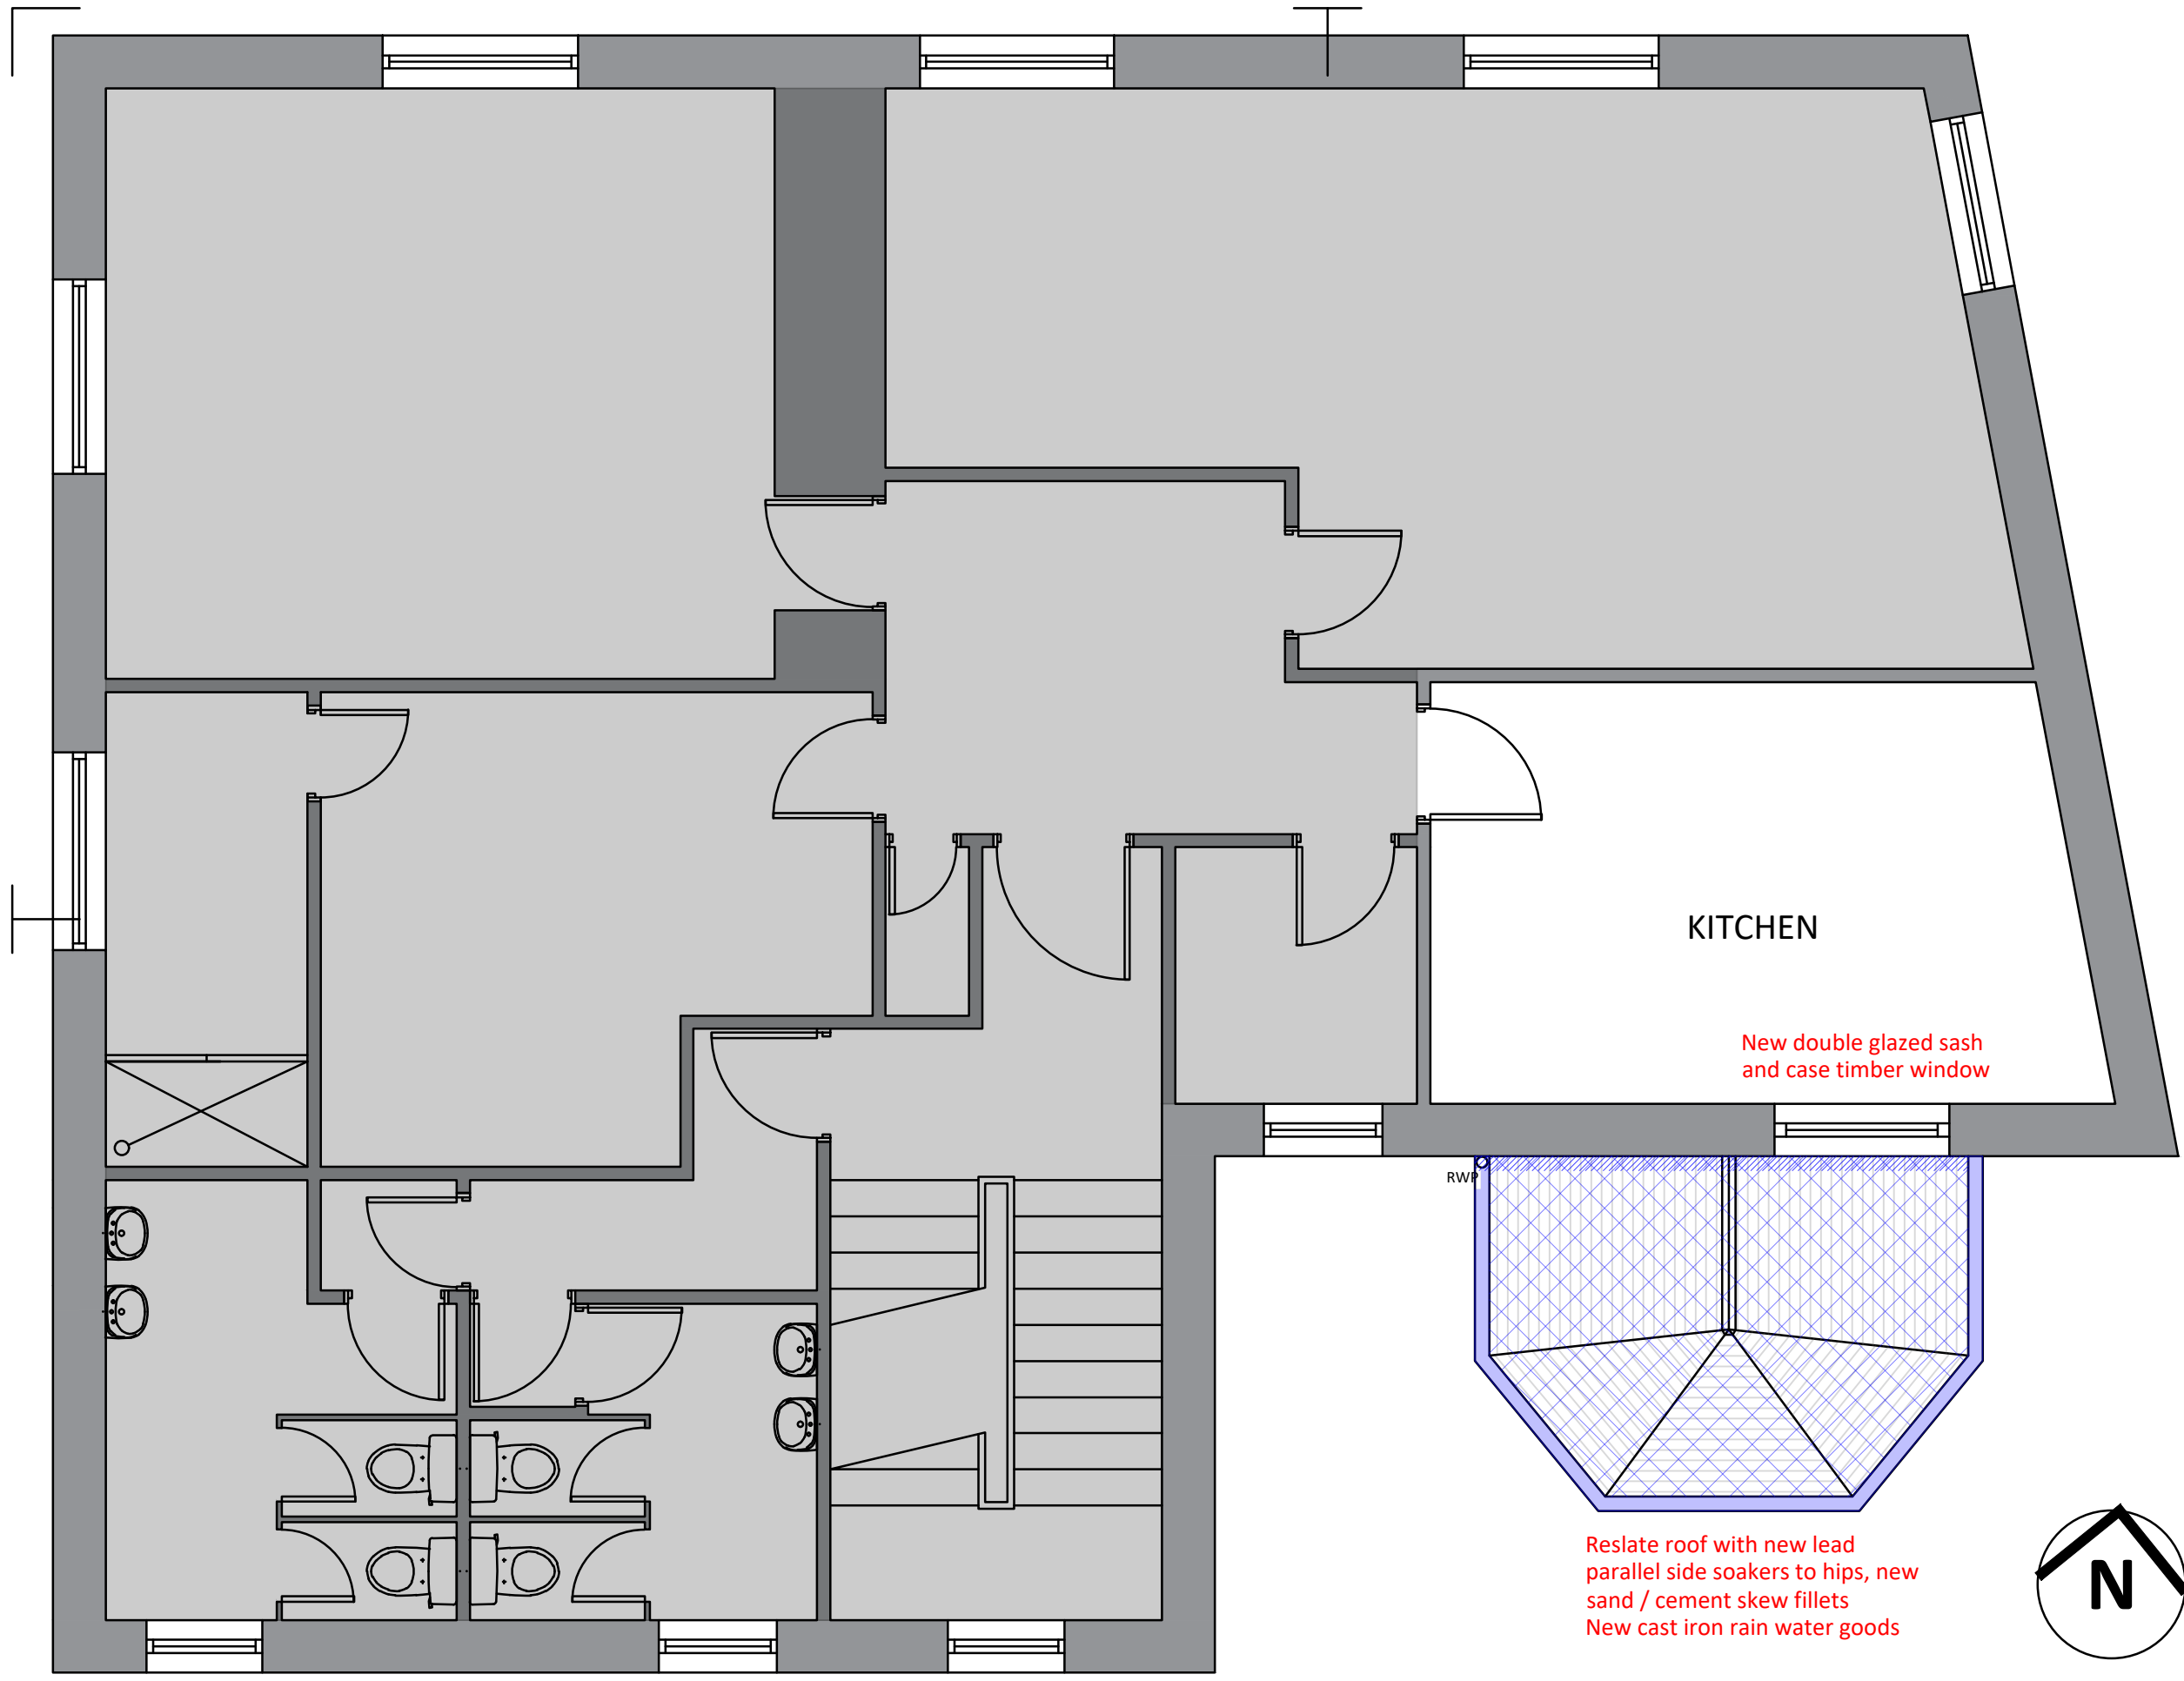 KITCHEN
New double glazed sash
and case timber window
RWP
Reslate roof with new lead
parallel side soakers to hips, new
sand / cement skew fillets
New cast iron rain water goods
N